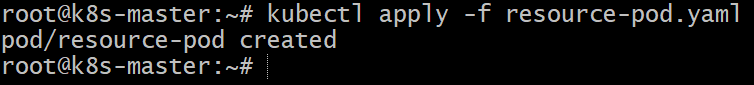 root@k8s-master:~# kubectl apply -f resource-pod.yaml
pod/resource-pod created
root@k8s-master:~#